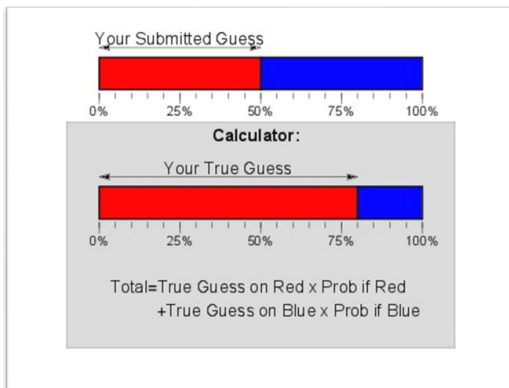 Your Submitted Guess
0% 25% 50% 75% 100%
Calculator:
Your True Guess
0% 25% 50% 75% 100%
Total=True Guess on Red x Prob if Red
+True Guess on Blue x Prob if Blue